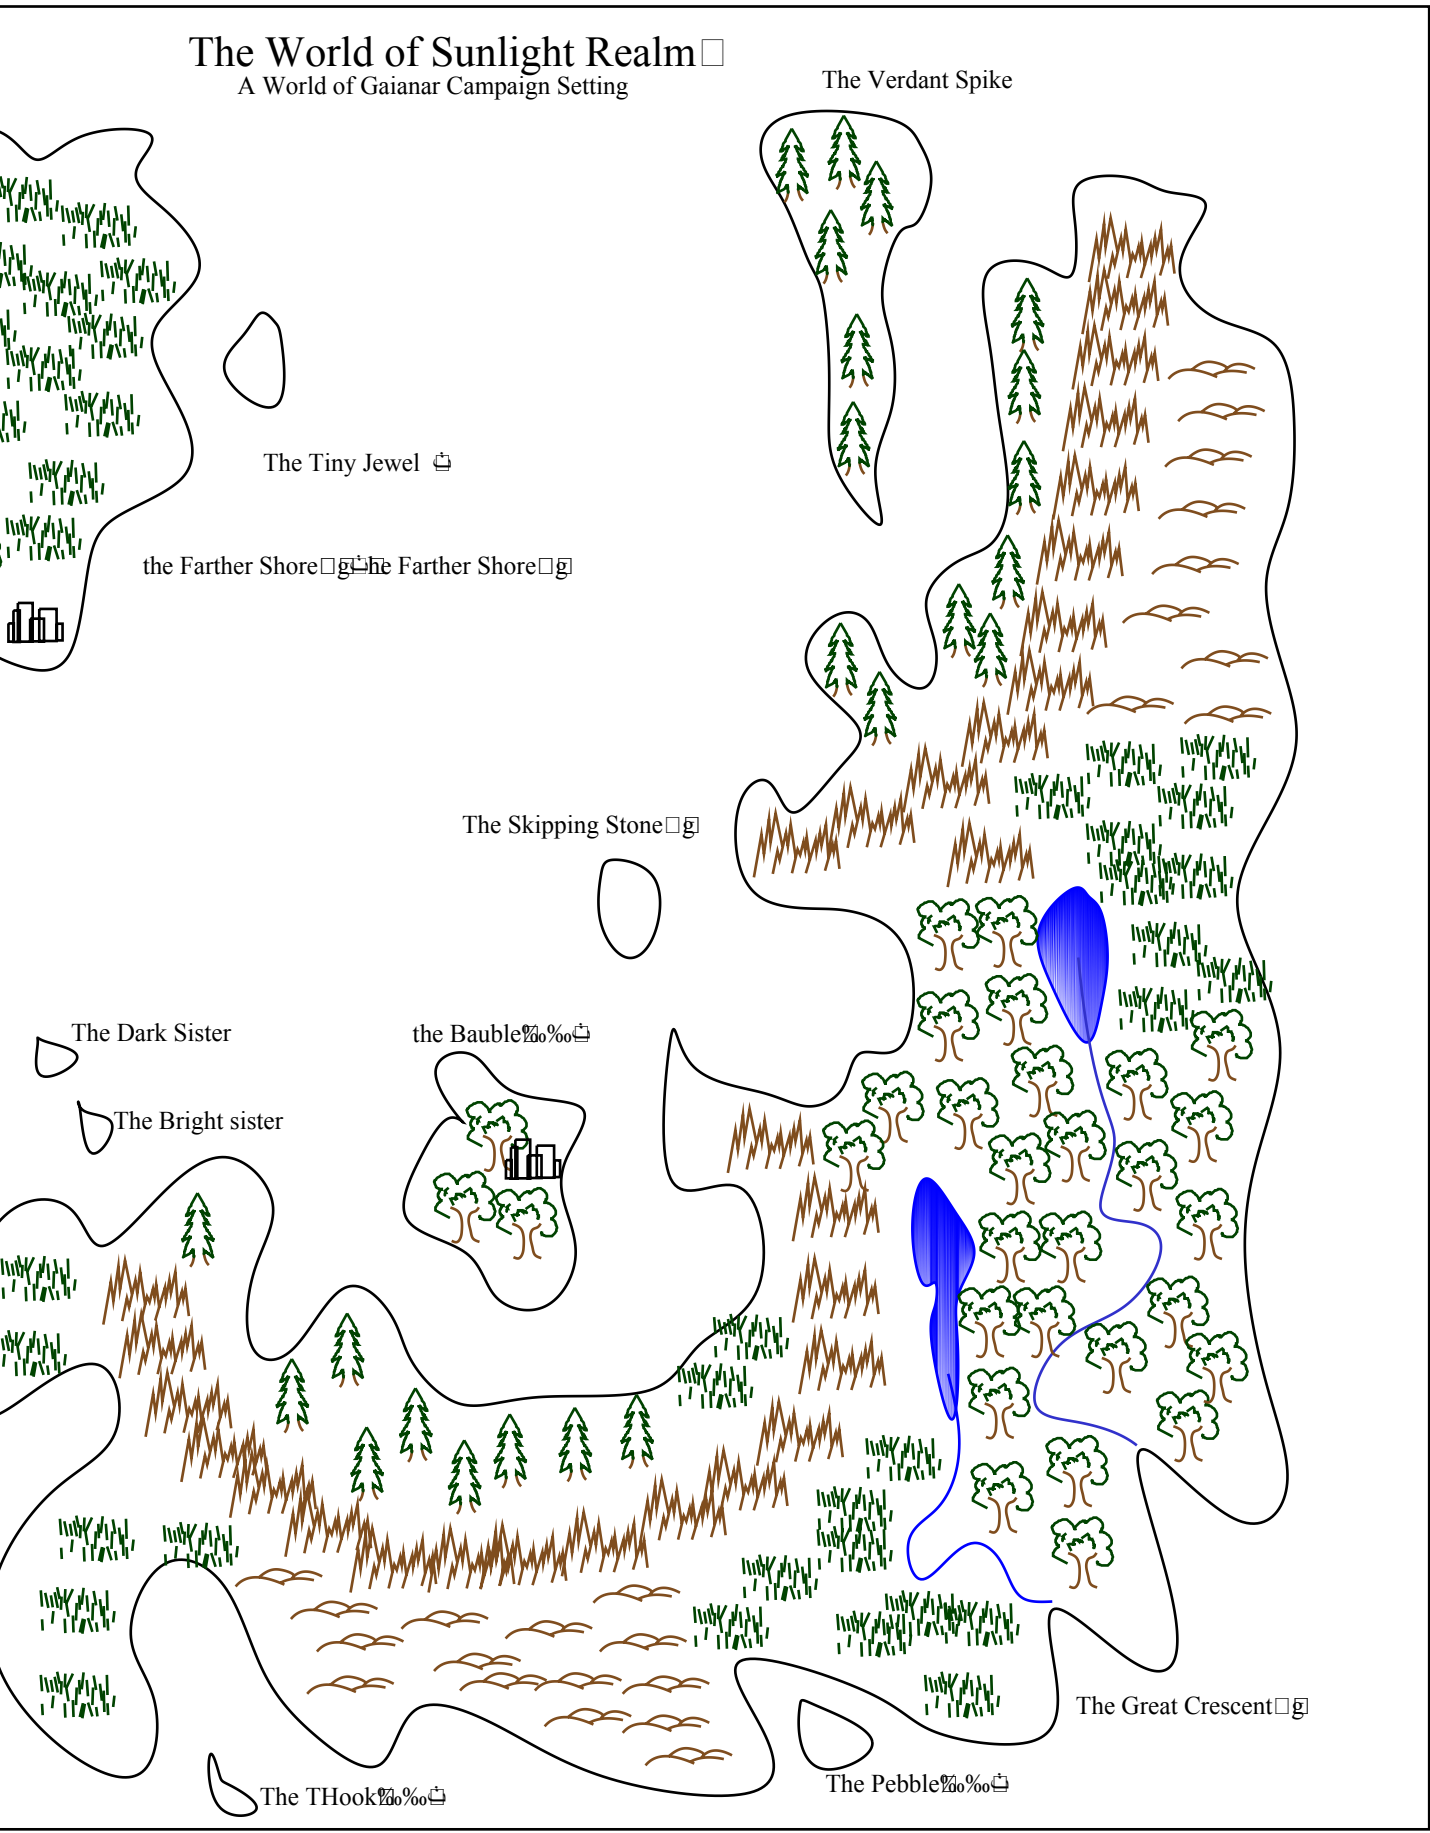 The World of Sunlight Realm
A World of Gaianar Campaign Setting
The Verdant Spike
The Tiny Jewel
the Farther Shore□g he Farther Shore□g
The Skipping Stone□g
The Dark Sister
the Bauble‰‰
The Bright sister
The Great Crescent□g
The Pebble‰‰
The THook‰‰